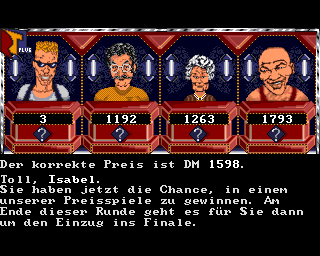 T PLUS
3 1192 1263 1793
? ? ? ?
Der korrekte Preis ist DM 1598.
Toll, Isabel.
Sie haben jetzt die Chance, in einem
unserer Preisspiele zu gewinnen. Am
Ende dieser Runde geht es für Sie dann
um den Einzug ins Finale.